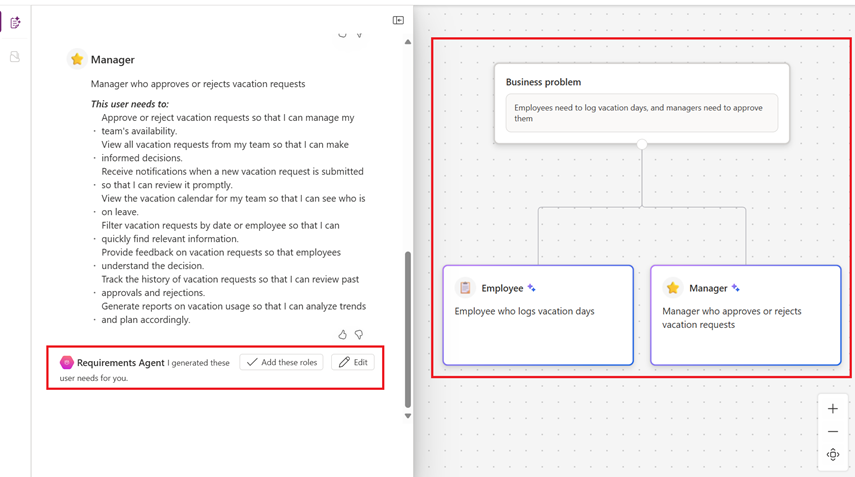 Manager
Manager who approves or rejects vacation requests
This user needs to:
Approve or reject vacation requests so that I can manage my
· team's availability.
View all vacation requests from my team so that I can make
· informed decisions.
Receive notifications when a new vacation request is submitted
· so that I can review it promptly.
View the vacation calendar for my team so that I can see who is
· on leave.
Filter vacation requests by date or employee so that I can
· quickly find relevant information.
Provide feedback on vacation requests so that employees
· understand the decision.
Track the history of vacation requests so that I can review past
· approvals and rejections.
Generate reports on vacation usage so that I can analyze trends
· and plan accordingly.
Requirements Agent I generated these
user needs for you.
Add these roles
Edit
Business problem
Employees need to log vacation days, and managers need to approve
them
Employee
Employee who logs vacation days
Manager
Manager who approves or rejects
vacation requests